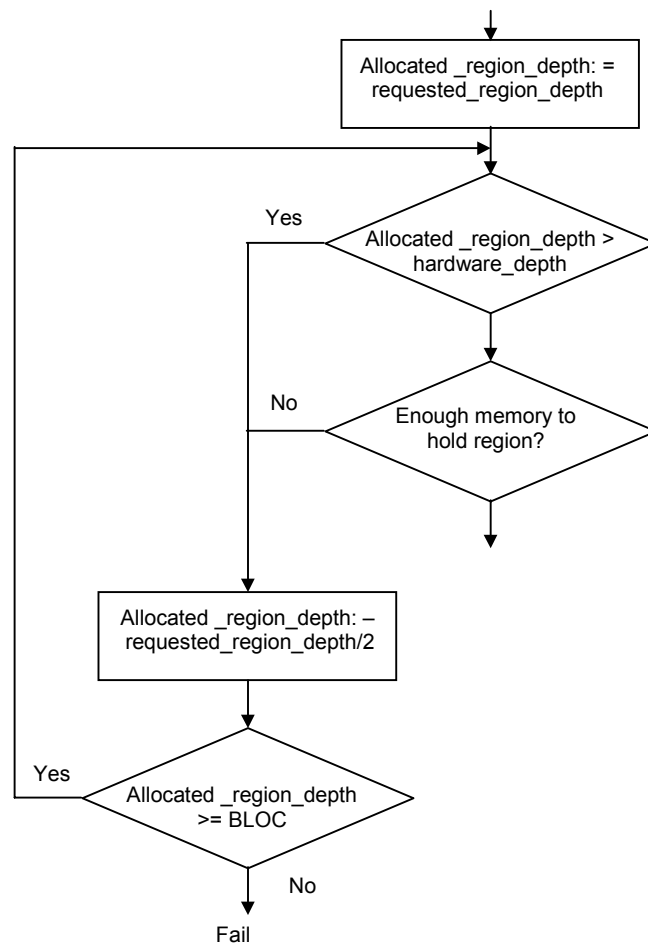 Allocated _region_depth: =
requested_region_depth
Yes
Allocated _region_depth >
hardware_depth
No
Enough memory to
hold region?
Allocated _region_depth: –
requested_region_depth/2
Yes
Allocated _region_depth
>= BLOC
No
Fail